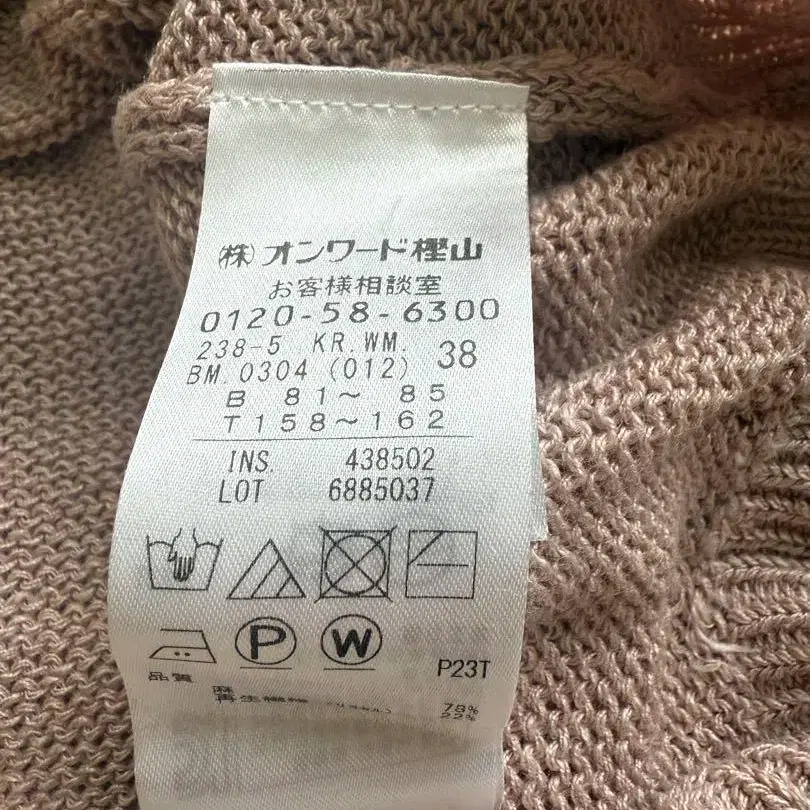 (株)オンワード樫山
お客様相談室
0120-58-6300
238-5 KR.WM. 38
BM.0304 (012)
B 81〜 85
T158〜162
INS. 438502
LOT 6885037
P W
P23T
品質
麻 78%
再生繊維 22%